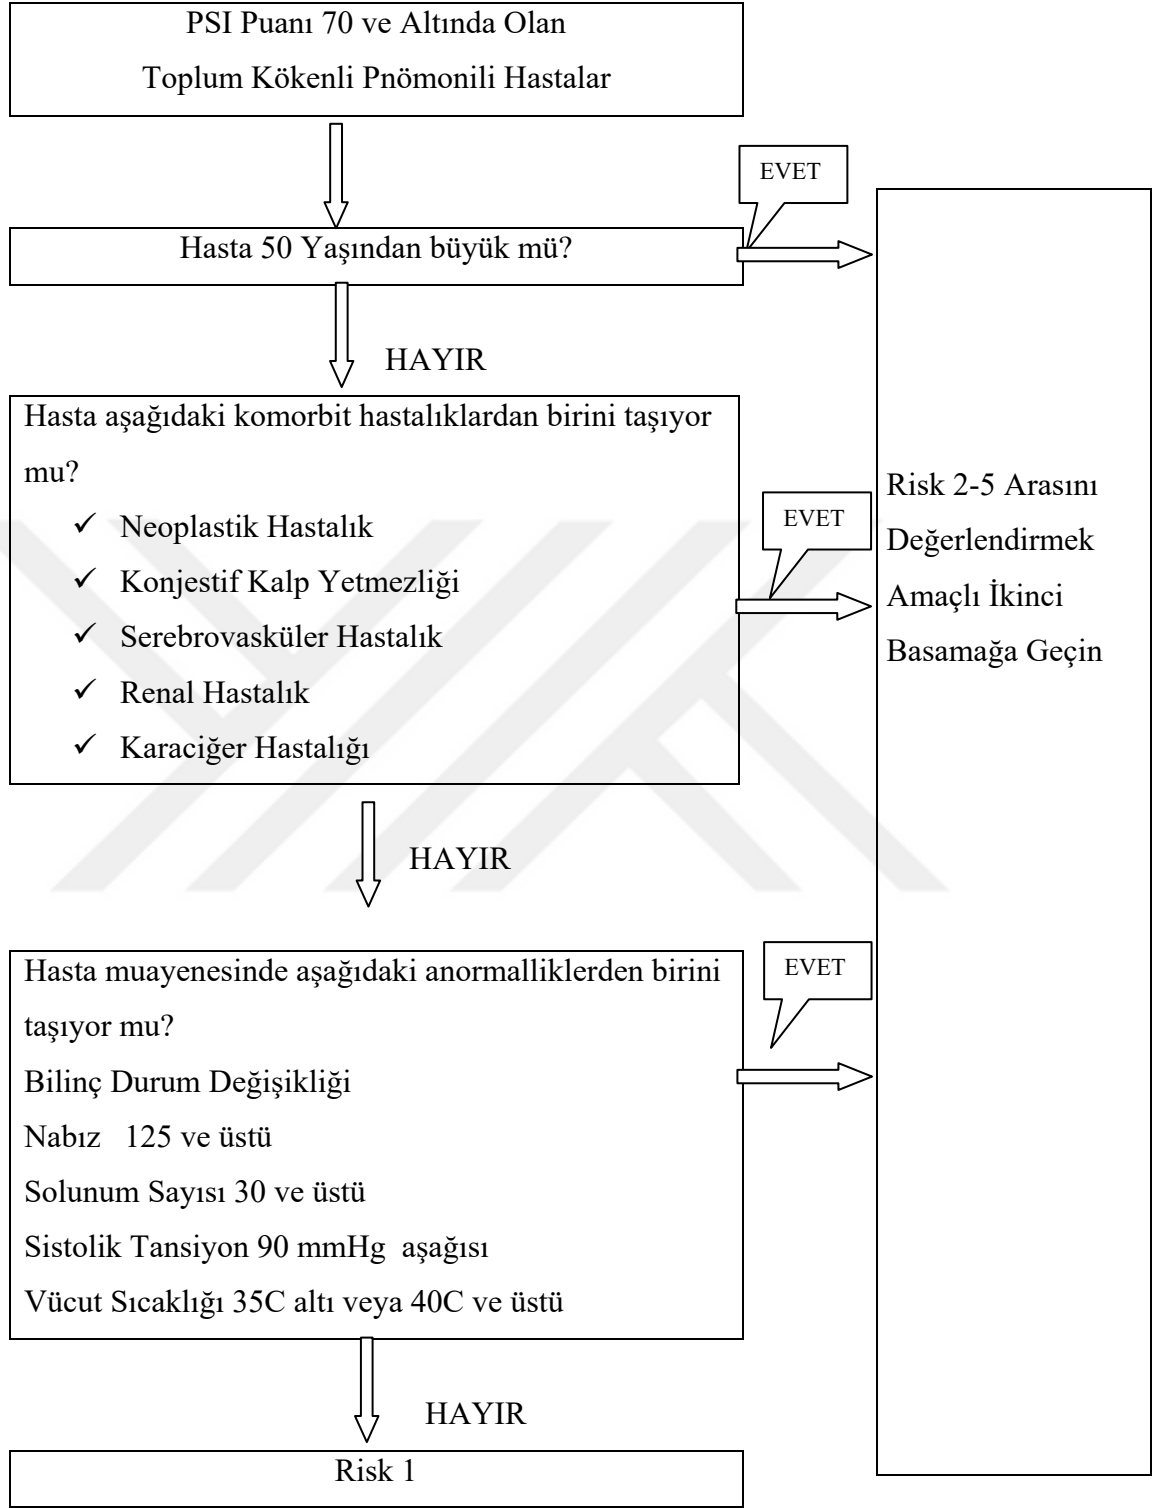 PSI Puanı 70 ve Altında Olan
Toplum Kökenli Pnömonili Hastalar
EVET
Hasta 50 Yaşından büyük mü?
HAYIR
Hasta aşağıdaki komorbit hastalıklardan birini taşıyor
mu?
✓ Neoplastik Hastalık
✓ Konjestif Kalp Yetmezliği
✓ Serebrovasküler Hastalık
✓ Renal Hastalık
✓ Karaciğer Hastalığı
EVET
Risk 2-5 Arasını
Değerlendirmek
Amaçlı İkinci
Basamağa Geçin
HAYIR
Hasta muayenesinde aşağıdaki anormalliklerden birini
taşıyor mu?
Bilinç Durum Değişikliği
Nabız   125 ve üstü
Solunum Sayısı 30 ve üstü
Sistolik Tansiyon 90 mmHg  aşağısı
Vücut Sıcaklığı 35C altı veya 40C ve üstü
EVET
HAYIR
Risk 1